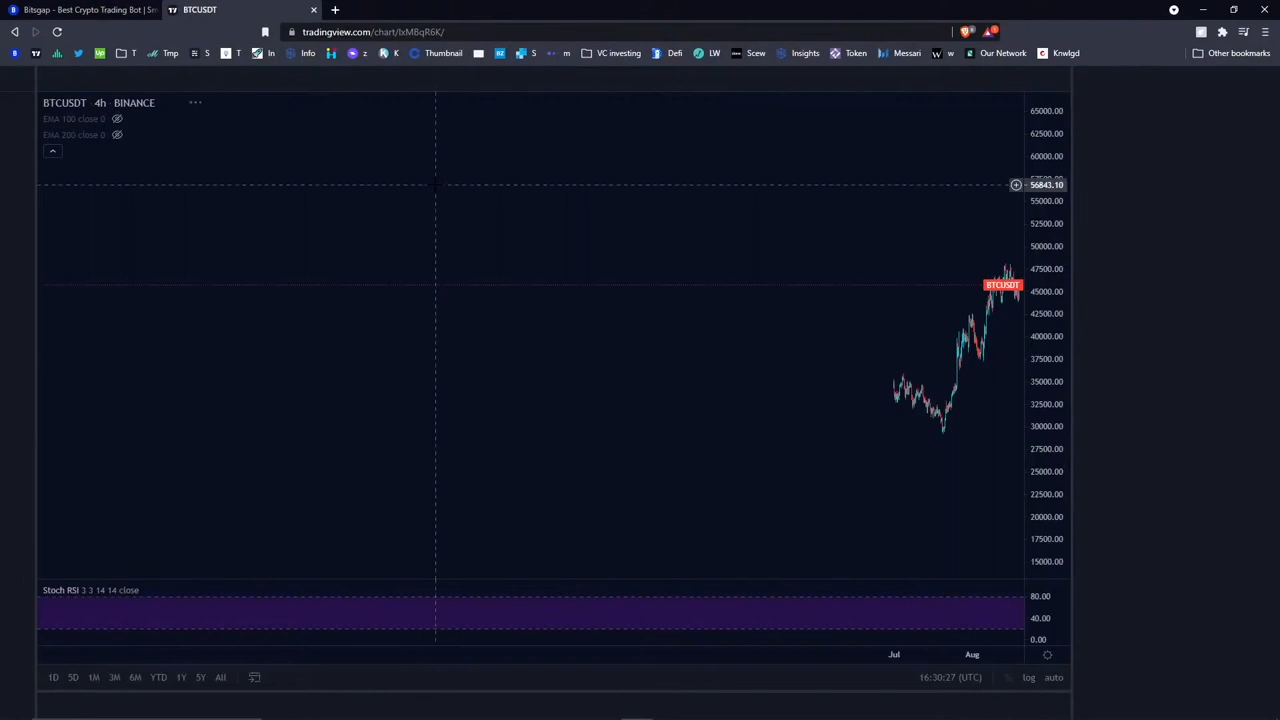 Bitsgap - Best Crypto Trading Bot | Sm
BTCUSDT
tradingview.com/chart/IxMBqR6K/
T Tmp S T In Info z K Thumbnail S m VC investing Defi LW Screw Insights Token Messari w Our Network Knwlgd Other bookmarks
BTCUSDT · 4h · BINANCE
EMA 100 close 0
EMA 200 close 0
65000.00
62500.00
60000.00
56843.10
55000.00
52500.00
50000.00
47500.00
BTCUSDT
45000.00
42500.00
40000.00
37500.00
35000.00
32500.00
30000.00
27500.00
25000.00
22500.00
20000.00
17500.00
15000.00
Stoch RSI 3 3 14 14 close
80.00
40.00
0.00
Jul Aug
1D 5D 1M 3M 6M YTD 1Y 5Y All 16:30:27 (UTC) % log auto